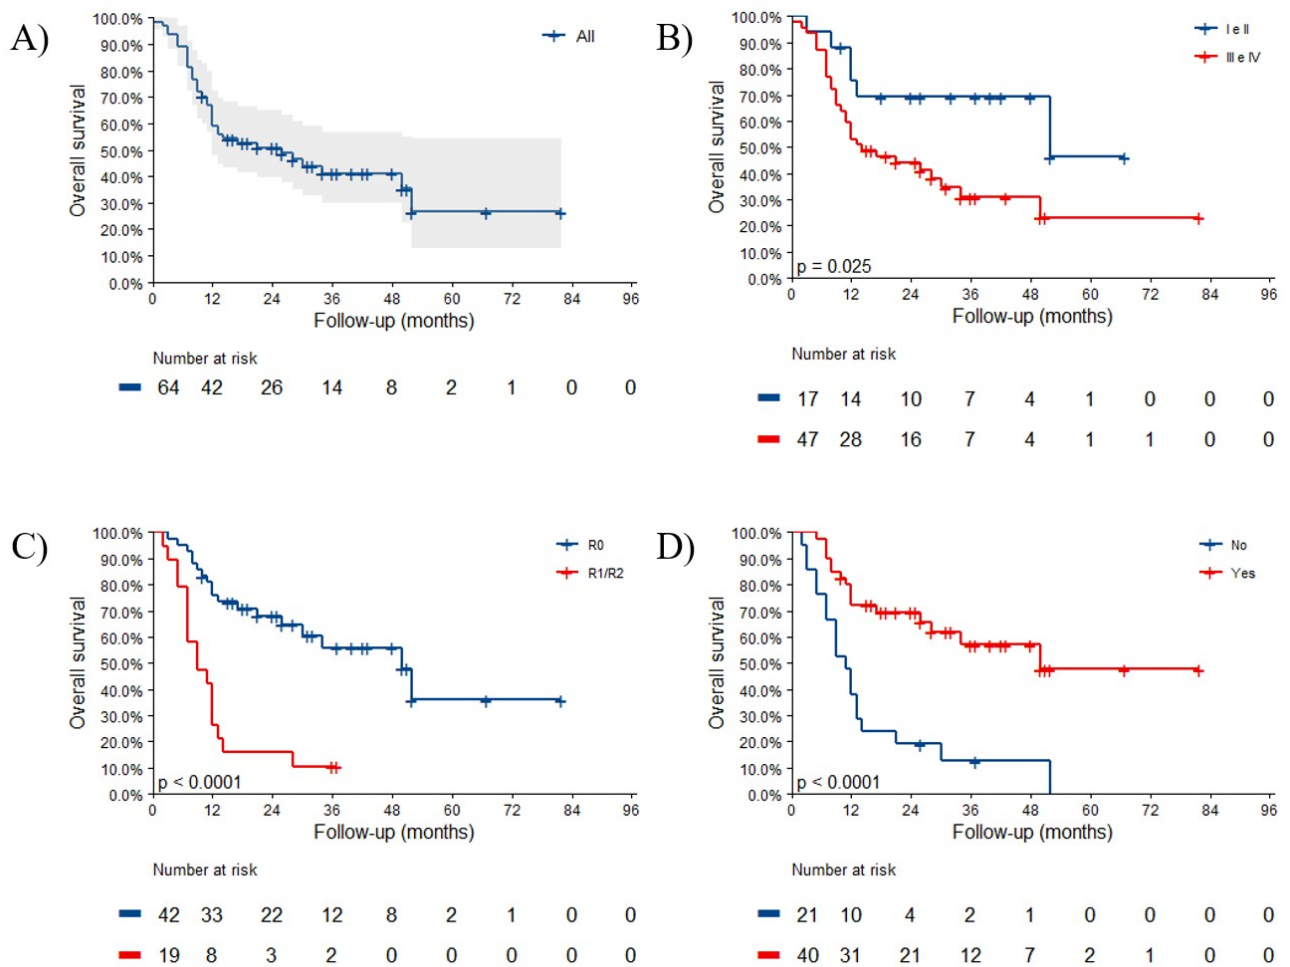 A)
Overall survival
100.0%
90.0%
80.0%
70.0%
60.0%
50.0%
40.0%
30.0%
20.0%
10.0%
0.0%
All
0 12 24 36 48 60 72 84 96
Follow-up (months)
Number at risk
64 42 26 14 8 2 1 0 0
B)
Overall survival
100.0%
90.0%
80.0%
70.0%
60.0%
50.0%
40.0%
30.0%
20.0%
10.0%
0.0%
I e II
III e IV
p = 0.025
0 12 24 36 48 60 72 84 96
Follow-up (months)
Number at risk
17 14 10 7 4 1 0 0 0
47 28 16 7 4 1 1 0 0
C)
Overall survival
100.0%
90.0%
80.0%
70.0%
60.0%
50.0%
40.0%
30.0%
20.0%
10.0%
0.0%
R0
R1/R2
p < 0.0001
0 12 24 36 48 60 72 84 96
Follow-up (months)
Number at risk
42 33 22 12 8 2 1 0 0
19 8 3 2 0 0 0 0 0
D)
Overall survival
100.0%
90.0%
80.0%
70.0%
60.0%
50.0%
40.0%
30.0%
20.0%
10.0%
0.0%
No
Yes
p < 0.0001
0 12 24 36 48 60 72 84 96
Follow-up (months)
Number at risk
21 10 4 2 1 0 0 0 0
40 31 21 12 7 2 1 0 0